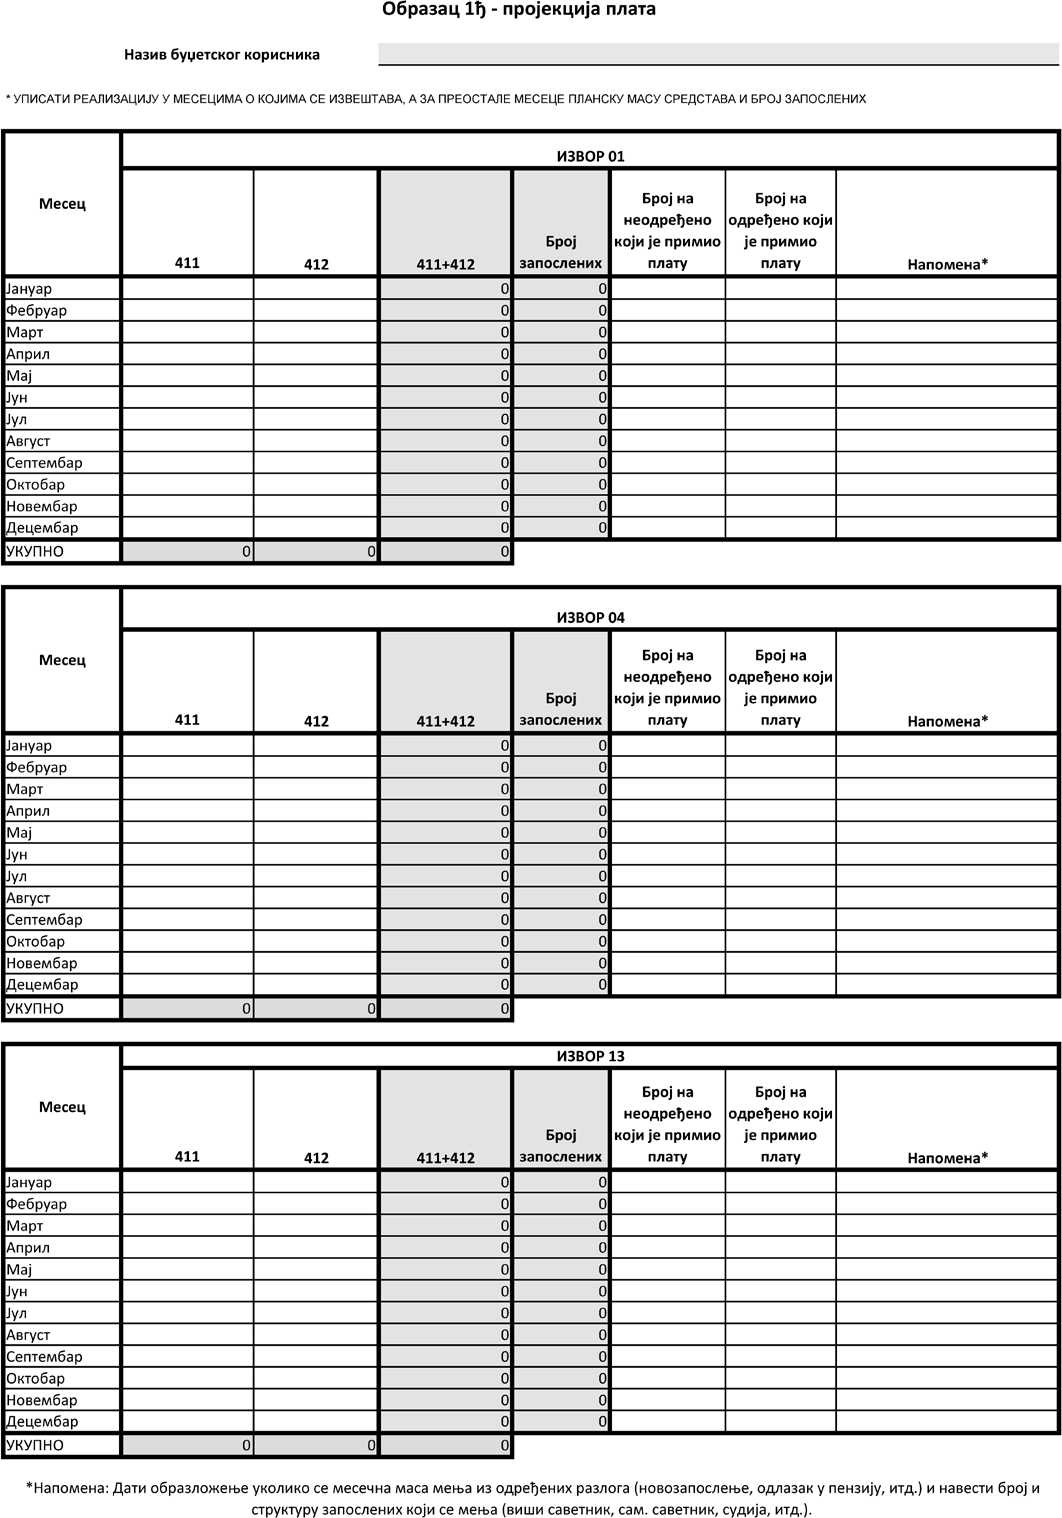 Образац 1ђ - пројекција плата
Назив буџетског корисника
* УПИСАТИ РЕАЛИЗАЦИЈУ У МЕСЕЦИМА О КОЈИМА СЕ ИЗВЕШТАВА, А ЗА ПРЕОСТАЛЕ МЕСЕЦЕ ПЛАНСКУ МАСУ СРЕДСТАВА И БРОЈ ЗАПОСЛЕНИХ
ИЗВОР 01
Месец
411
412
411+412
Број
запослених
Број на
неодређено
који је примио
плату
Број на
одређено који
је примио
плату
Напомена*
Јануар 0 0
Фебруар 0 0
Март 0 0
Април 0 0
Мај 0 0
Јун 0 0
Јул 0 0
Август 0 0
Септембар 0 0
Октобар 0 0
Новембар 0 0
Децембар 0 0
УКУПНО 0 0 0
ИЗВОР 04
Месец
411
412
411+412
Број
запослених
Број на
неодређено
који је примио
плату
Број на
одређено који
је примио
плату
Напомена*
Јануар 0 0
Фебруар 0 0
Март 0 0
Април 0 0
Мај 0 0
Јун 0 0
Јул 0 0
Август 0 0
Септембар 0 0
Октобар 0 0
Новембар 0 0
Децембар 0 0
УКУПНО 0 0 0
ИЗВОР 13
Месец
411
412
411+412
Број
запослених
Број на
неодређено
који је примио
плату
Број на
одређено који
је примио
плату
Напомена*
Јануар 0 0
Фебруар 0 0
Март 0 0
Април 0 0
Мај 0 0
Јун 0 0
Јул 0 0
Август 0 0
Септембар 0 0
Октобар 0 0
Новембар 0 0
Децембар 0 0
УКУПНО 0 0 0
*Напомена: Дати образложење уколико се месечна маса мења из одређених разлога (новозапослење, одлазак у пензију, итд.) и навести број и
структуру запослених који се мења (виши саветник, сам. саветник, судија, итд.).